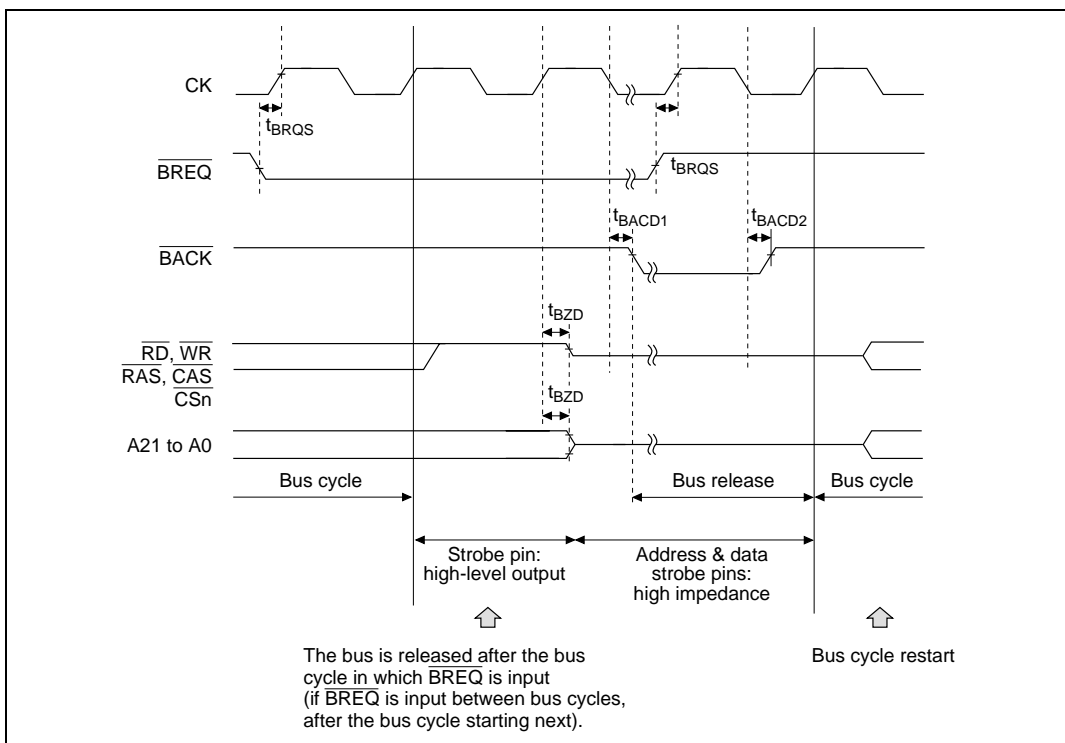 CK
tBRQS
BREQ
tBRQS
tBACD1
tBACD2
BACK
tBZD
RD, WR
RAS, CAS
CSn
tBZD
A21 to A0
Bus cycle
Bus release
Bus cycle
Strobe pin:
high-level output
Address & data
strobe pins:
high impedance
The bus is released after the bus
cycle in which BREQ is input
(if BREQ is input between bus cycles,
after the bus cycle starting next).
Bus cycle restart